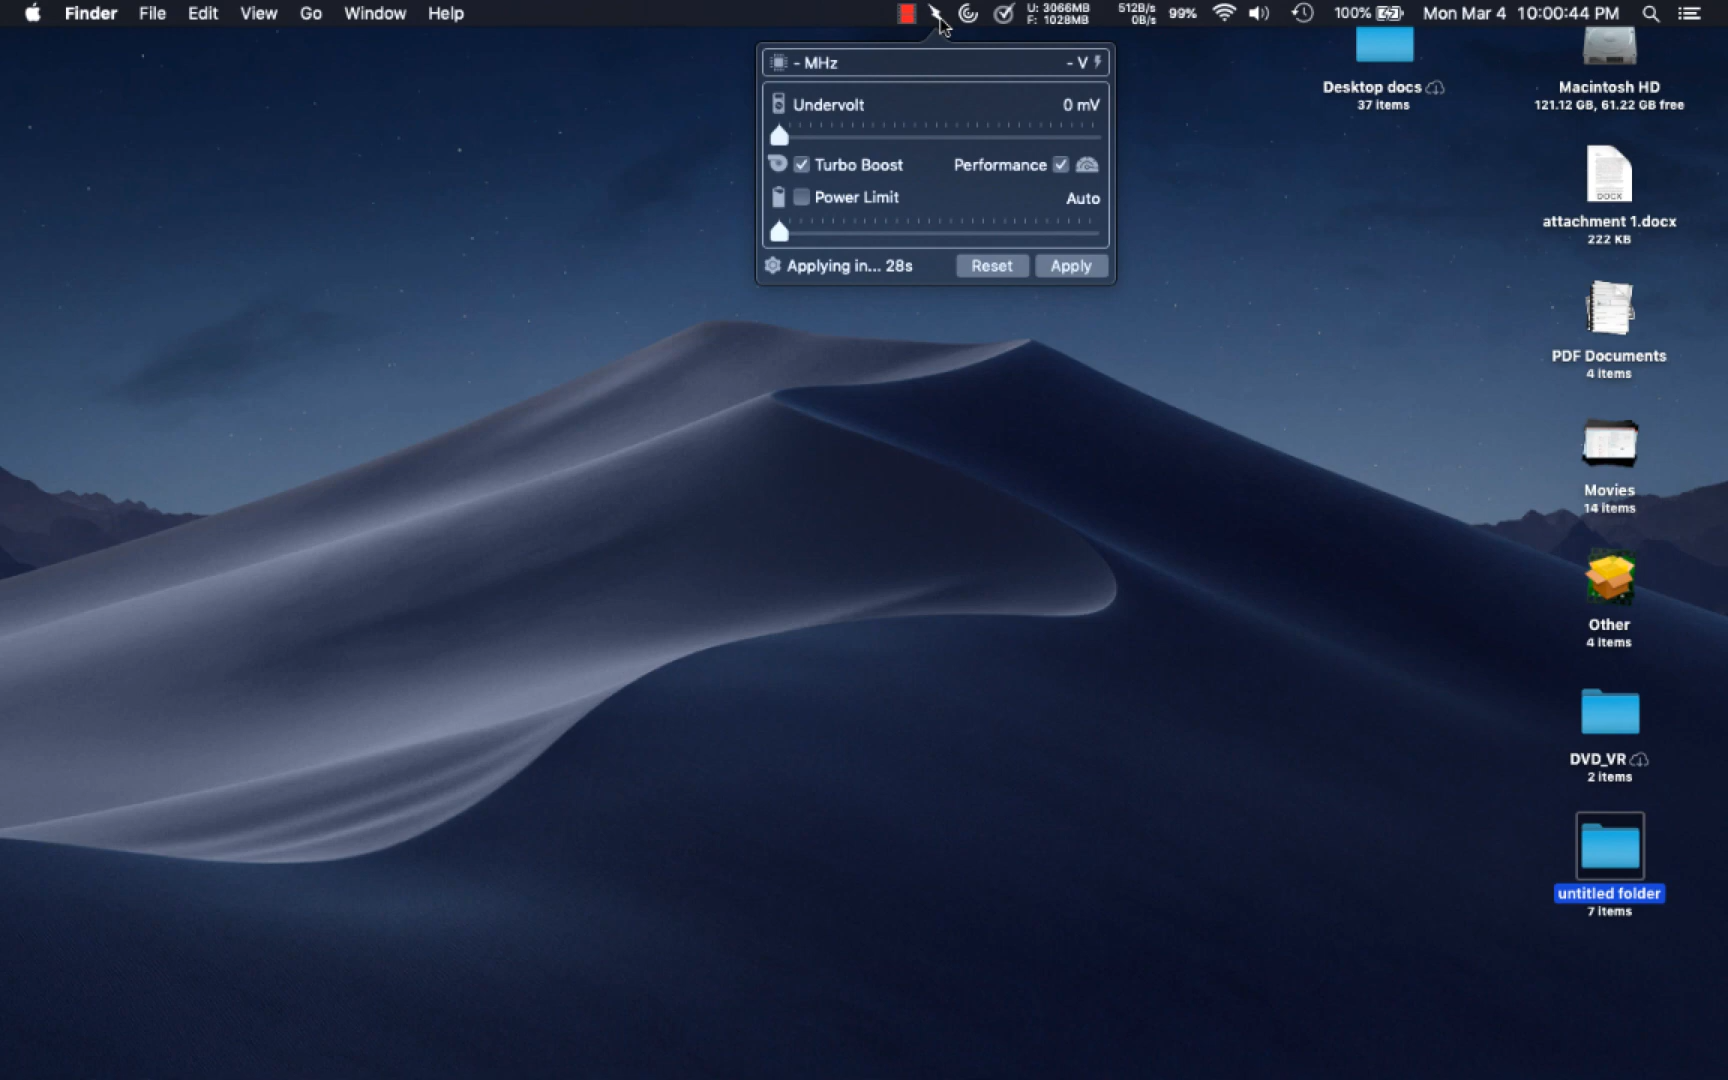 Finder File Edit View Go Window Help
U: 3066MB
F: 1028MB
512B/s
0B/s
99%
100%
Mon Mar 4 10:00:44 PM
- MHz - V
Undervolt 0 mV
Turbo Boost Performance
Power Limit Auto
Applying in... 28s Reset Apply
Desktop docs
37 items
Macintosh HD
121.12 GB, 61.22 GB free
DOCX
attachment 1.docx
222 KB
PDF Documents
4 items
Movies
14 items
Other
4 items
DVD_VR
2 items
untitled folder
7 items